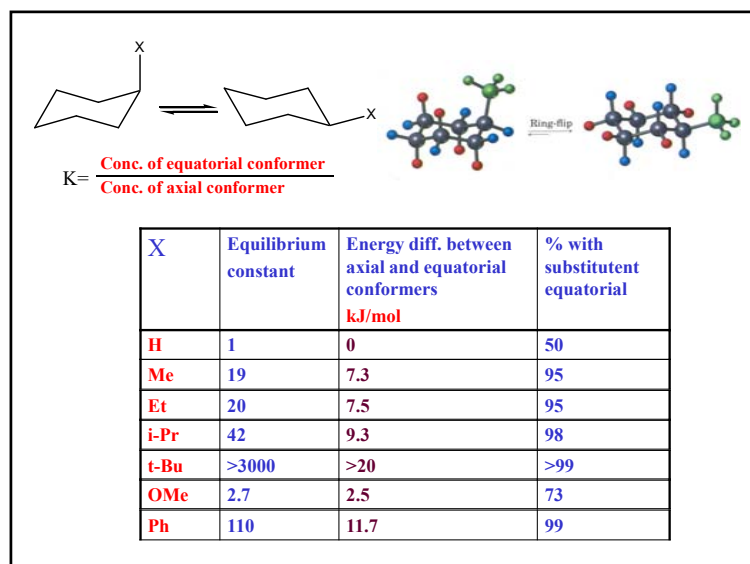 X
X
Ring-flip
K= Conc. of equatorial conformer
Conc. of axial conformer
X Equilibrium constant Energy diff. between axial and equatorial conformers kJ/mol % with substitutent equatorial
H 1 0 50
Me 19 7.3 95
Et 20 7.5 95
i-Pr 42 9.3 98
t-Bu >3000 >20 >99
OMe 2.7 2.5 73
Ph 110 11.7 99